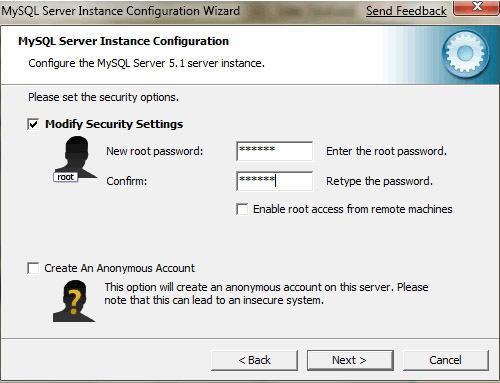 MySQL Server Instance Configuration Wizard Send Feedback
MySQL Server Instance Configuration
Configure the MySQL Server 5.1 server instance.
Please set the security options.
Modify Security Settings
New root password: ****** Enter the root password.
root
Confirm: ****** Retype the password.
Enable root access from remote machines
Create An Anonymous Account
This option will create an anonymous account on this server. Please
note that this can lead to an insecure system.
< Back Next > Cancel